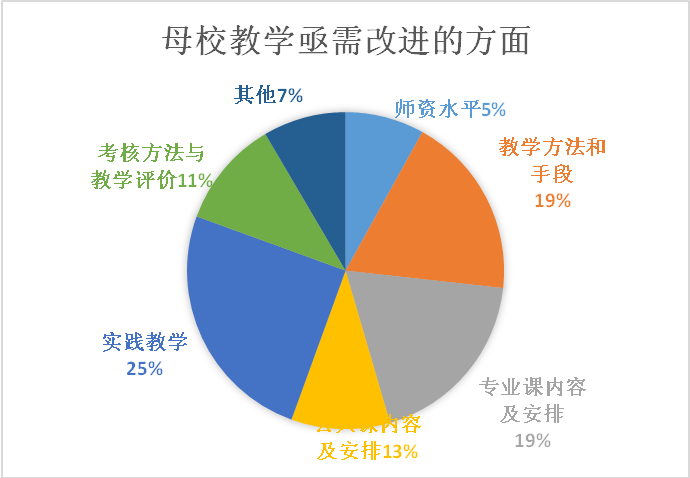 母校教学亟需改进的方面
其他7%
师资水平5%
教学方法和
手段
19%
考核方法与
教学评价11%
实践教学
25%
专业课内容
及安排
19%
课内容
及安排13%